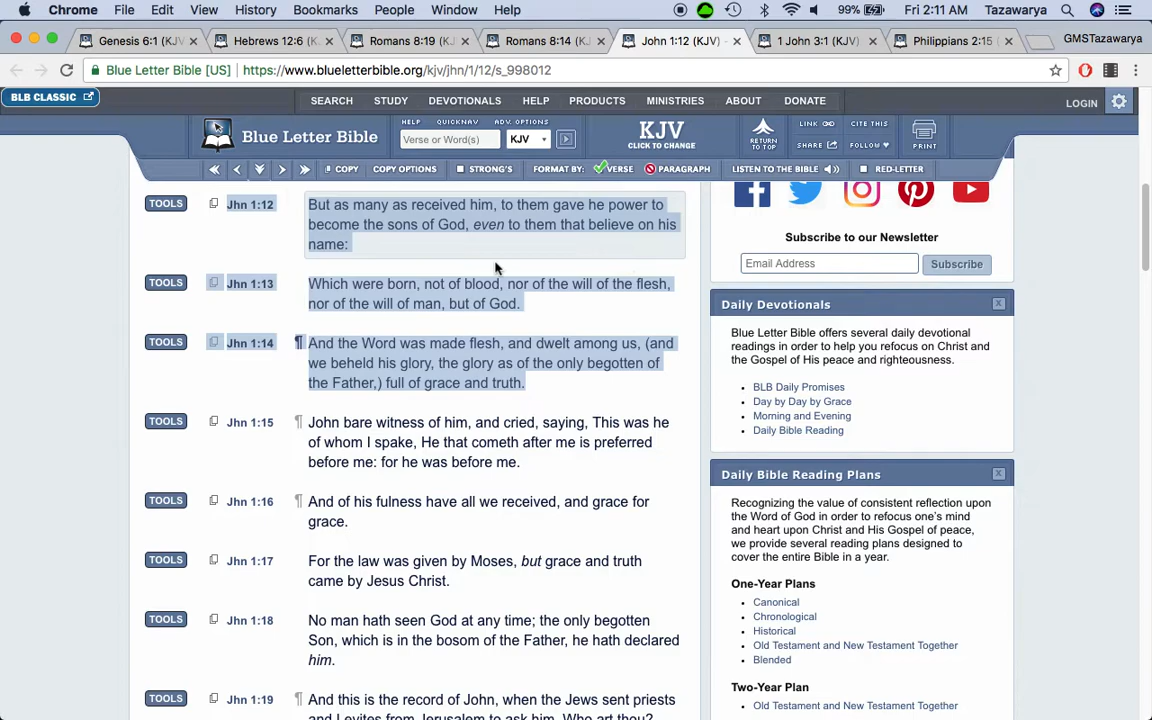 Chrome File Edit View History Bookmarks People Window Help 99% Fri 2:11 AM Tazawarya
Genesis 6:1 (KJV Hebrews 12:6 (KJV Romans 8:19 (KJV Romans 8:14 (KJV John 1:12 (KJV) - 1 John 3:1 (KJV) Philippians 2:15 GMSTazawarya
Blue Letter Bible [US] https://www.blueletterbible.org/kjv/jhn/1/12/s_998012
BLB CLASSIC SEARCH STUDY DEVOTIONALS HELP PRODUCTS MINISTRIES ABOUT DONATE LOGIN
HELP QUICKNAV ADV. OPTIONS
Blue Letter Bible Verse or Word(s) KJV
KJV
CLICK TO CHANGE
RETURN
TO TOP
LINK CITE THIS
SHARE FOLLOW
PRINT
COPY COPY OPTIONS STRONG'S FORMAT BY: VERSE PARAGRAPH LISTEN TO THE BIBLE RED-LETTER
TOOLS Jhn 1:12 But as many as received him, to them gave he power to
become the sons of God, even to them that believe on his
name:
TOOLS Jhn 1:13 Which were born, not of blood, nor of the will of the flesh,
nor of the will of man, but of God.
TOOLS Jhn 1:14 ¶ And the Word was made flesh, and dwelt among us, (and
we beheld his glory, the glory as of the only begotten of
the Father,) full of grace and truth.
TOOLS Jhn 1:15 ¶ John bare witness of him, and cried, saying, This was he
of whom I spake, He that cometh after me is preferred
before me: for he was before me.
TOOLS Jhn 1:16 ¶ And of his fulness have all we received, and grace for
grace.
TOOLS Jhn 1:17 For the law was given by Moses, but grace and truth
came by Jesus Christ.
TOOLS Jhn 1:18 No man hath seen God at any time; the only begotten
Son, which is in the bosom of the Father, he hath declared
him.
TOOLS Jhn 1:19 ¶ And this is the record of John, when the Jews sent priests
and Levites from Jerusalem to ask him, Who art thou?
Subscribe to our Newsletter
Email Address Subscribe
Daily Devotionals
Blue Letter Bible offers several daily devotional
readings in order to help you refocus on Christ and
the Gospel of His peace and righteousness.
• BLB Daily Promises
• Day by Day by Grace
• Morning and Evening
• Daily Bible Reading
Daily Bible Reading Plans
Recognizing the value of consistent reflection upon
the Word of God in order to refocus one's mind
and heart upon Christ and His Gospel of peace,
we provide several reading plans designed to
cover the entire Bible in a year.
One-Year Plans
• Canonical
• Chronological
• Historical
• Old Testament and New Testament Together
• Blended
Two-Year Plan
• Old Testament and New Testament Together